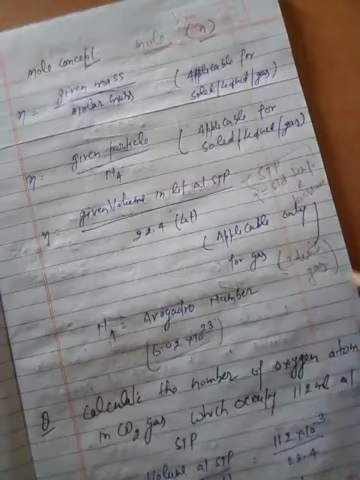 mole concept mole (n)
n = given mass / Molar mass (Applicable for solid/liquid/gas)
n = given particle / NA (Applicable for solid/liquid/gas)
n = given Volume in lit at STP / 22.4 (lit) STP
(Applicable only
for gas
gas)
NA = Avogadro Number
(6.02 × 10^23)
Q Calculate the number of oxygen atom
in CO2 gas which occupy 112 ml at
STP
Volume at STP = 112 × 10^-3 / 22.4